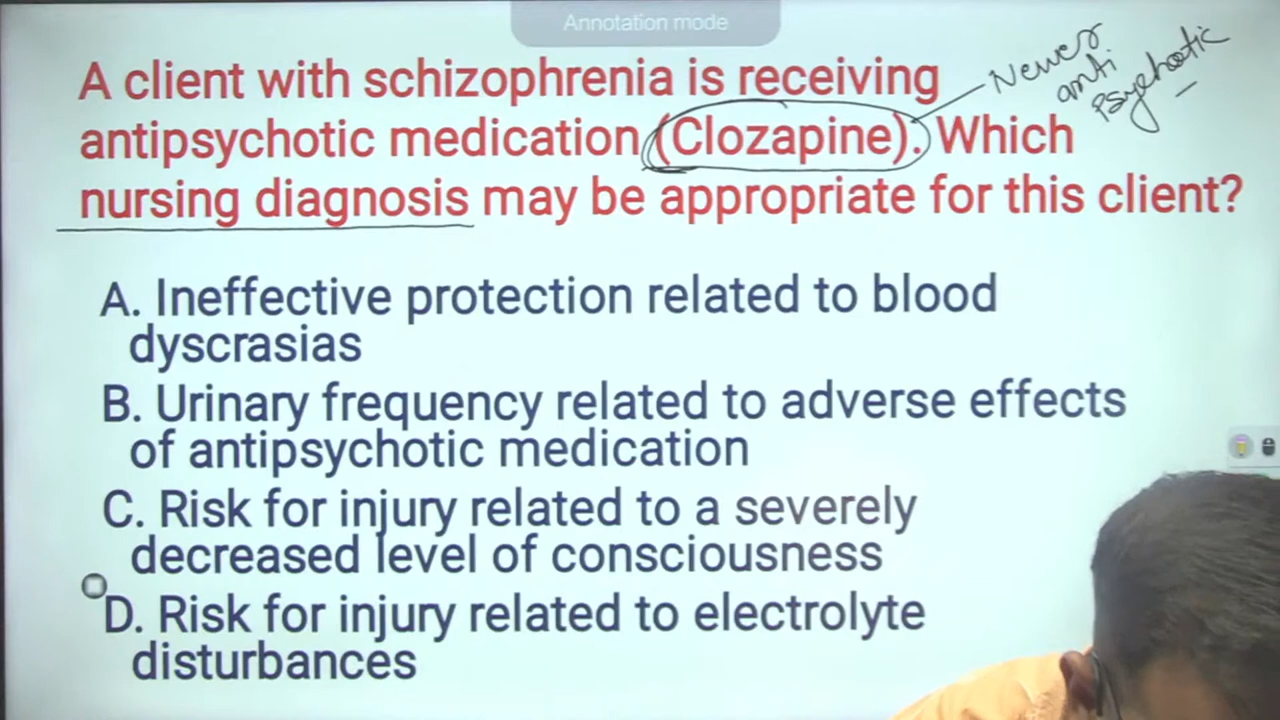 Annotation mode
A client with schizophrenia is receiving
antipsychotic medication (Clozapine). Which
nursing diagnosis may be appropriate for this client?
Newer
anti
Psychotic
A. Ineffective protection related to blood
dyscrasias
B. Urinary frequency related to adverse effects
of antipsychotic medication
C. Risk for injury related to a severely
decreased level of consciousness
D. Risk for injury related to electrolyte
disturbances